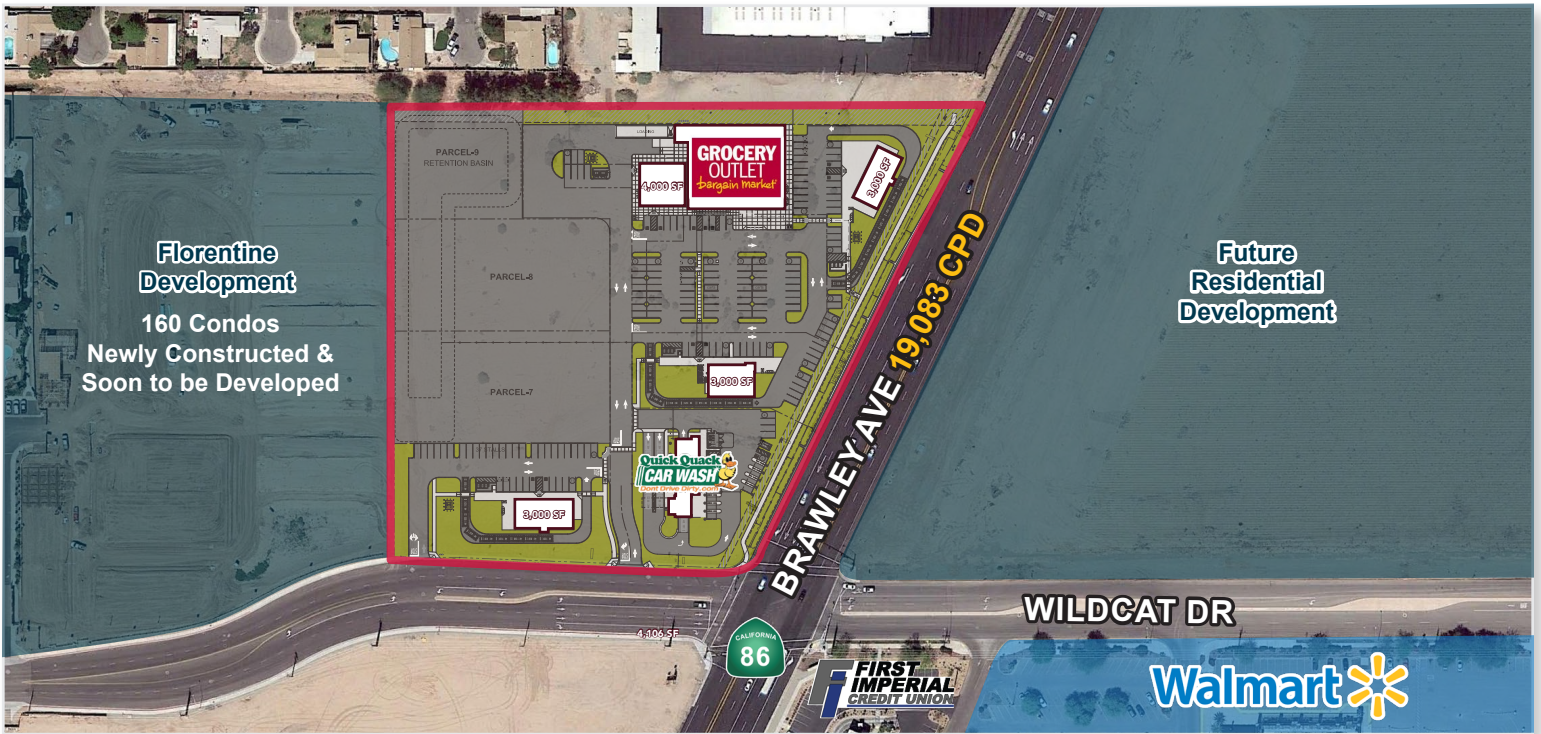 LOADING
PARCEL-9
RETENTION BASIN
GROCERY
OUTLET
bargain market
4,000 SF
3,000 SF
Florentine
Development
160 Condos
Newly Constructed &
Soon to be Developed
PARCEL-8
BRAWLEY AVE 19,083 CPD
Future
Residential
Development
3,000 SF
PARCEL-7
Quick Quack
CAR WASH
Dont Drive Dirty.com
3,000 SF
WILDCAT DR
4,106 SF
CALIFORNIA
86
FIRST
IMPERIAL
CREDIT UNION
Walmart